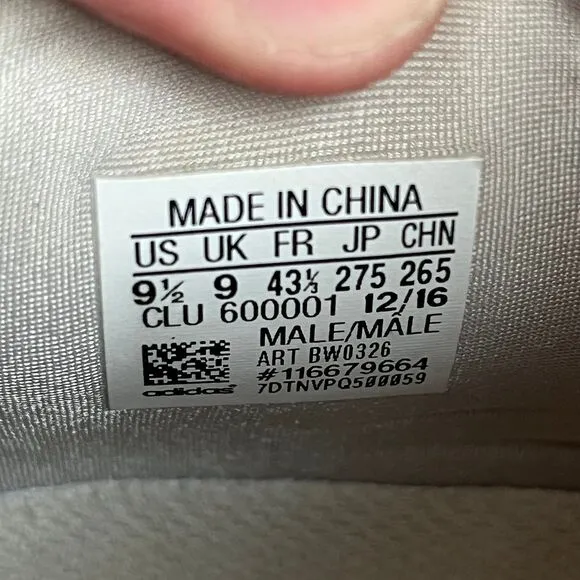 MADE IN CHINA
US UK FR JP CHN
9½ 9 43⅓ 275 265
CLU 600001 12/16
MALE/MÂLE
ART BW0326
#116679664
adidas 7DTNVPQ500059